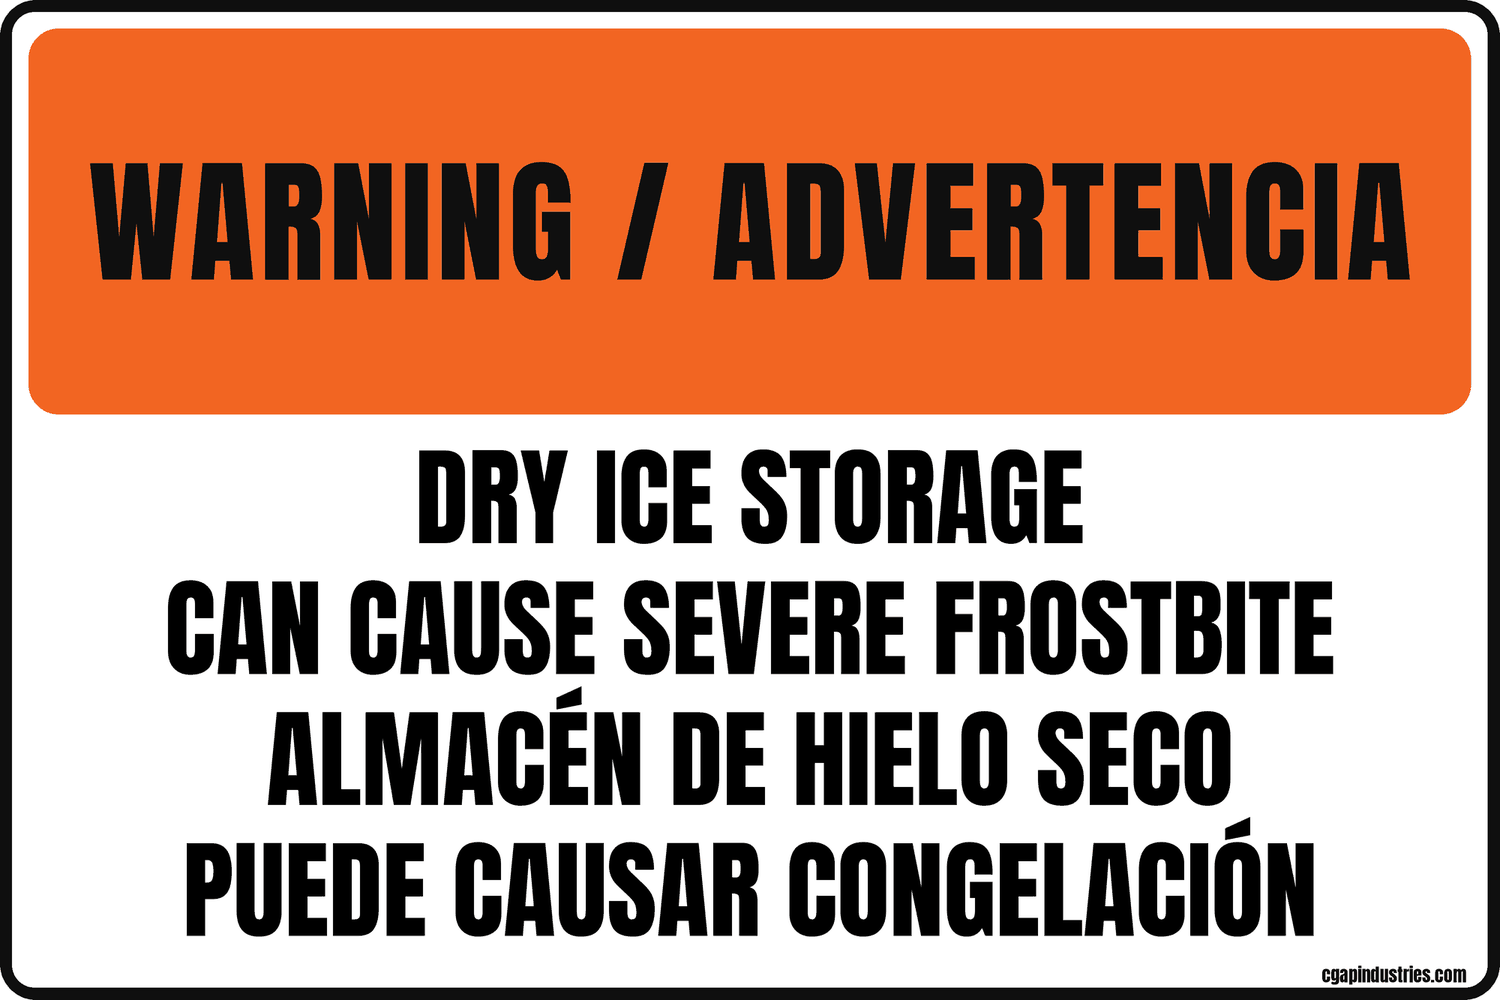 WARNING / ADVERTENCIA
DRY ICE STORAGE
CAN CAUSE SEVERE FROSTBITE
ALMACÉN DE HIELO SECO
PUEDE CAUSAR CONGELACIÓN
cgapindustries.com